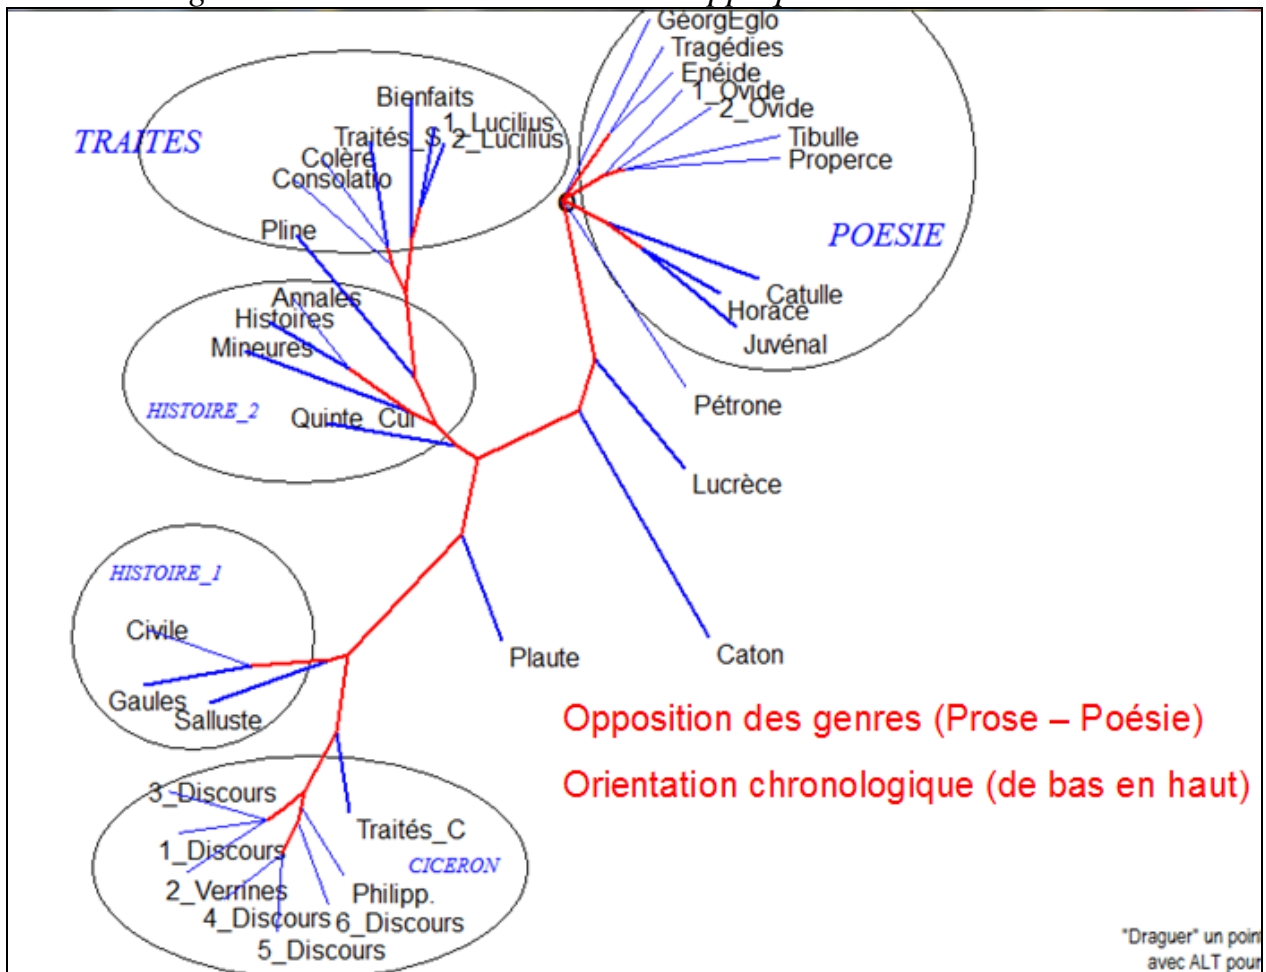 GéorgEglo
Tragédies
Enéide
1_Ovide
2_Ovide
Tibulle
Properce
POESIE
Catulle
Horace
Juvénal
Pétrone
Lucrèce
Caton
Plaute
TRAITES
Bienfaits
1_Lucilius
2_Lucilius
Traités_S
Colère
Consolatio
Pline
Annales
Histoires
Mineures
HISTOIRE_2
Quinte_Cur
HISTOIRE_1
Civile
Gaules
Salluste
Opposition des genres (Prose – Poésie)
Orientation chronologique (de bas en haut)
3_Discours
Traités_C
1_Discours
CICERON
2_Verrines
Philipp.
4_Discours
6_Discours
5_Discours
"Draguer" un poin
avec ALT pour